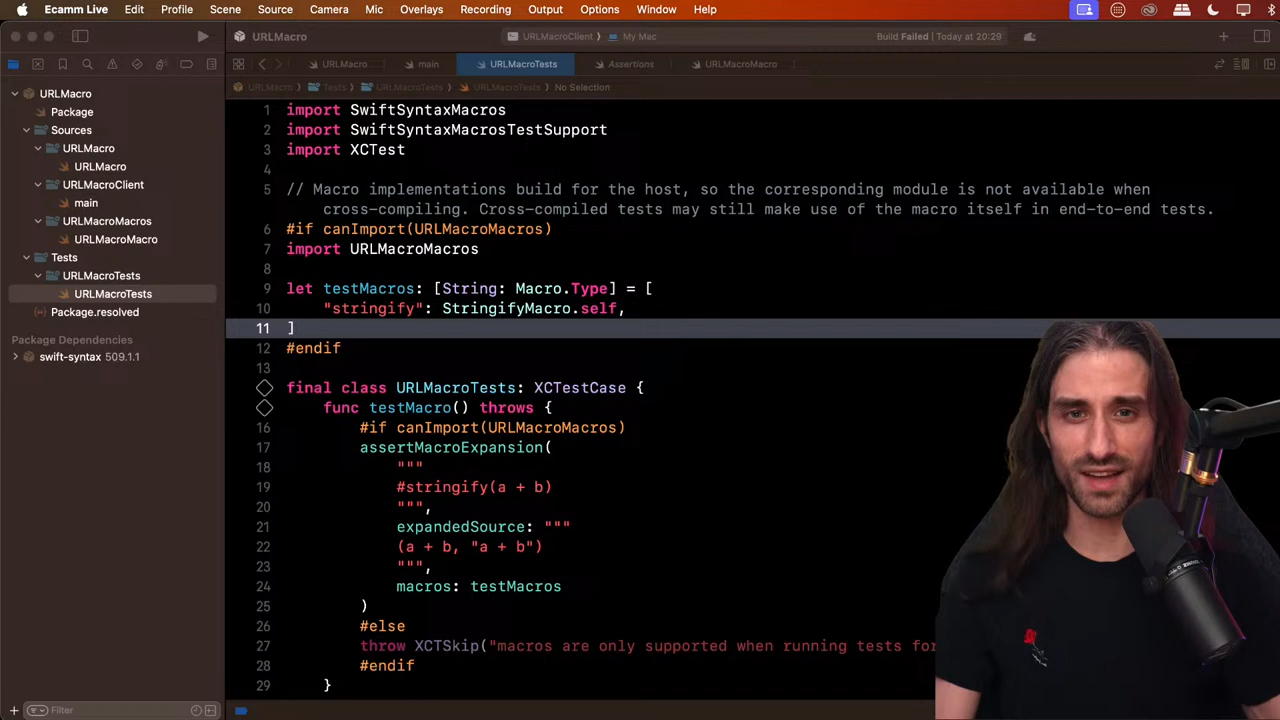 Ecamm Live Edit Profile Scene Source Camera Mic Overlays Recording Output Options Window Help
URLMacro
URLMacroClient My Mac
Build Failed | Today at 20:29
URLMacro main URLMacroTests Assertions URLMacroMacro
URLMacro Tests URLMacroTests URLMacroTests No Selection
URLMacro
Package
Sources
URLMacro
URLMacro
URLMacroClient
main
URLMacroMacros
URLMacroMacro
Tests
URLMacroTests
URLMacroTests
Package.resolved
Package Dependencies
swift-syntax 509.1.1
Filter
1 import SwiftSyntaxMacros
2 import SwiftSyntaxMacrosTestSupport
3 import XCTest
4
5 // Macro implementations build for the host, so the corresponding module is not available when
cross-compiling. Cross-compiled tests may still make use of the macro itself in end-to-end tests.
6 #if canImport(URLMacroMacros)
7 import URLMacroMacros
8
9 let testMacros: [String: Macro.Type] = [
10 "stringify": StringifyMacro.self,
11 ]
12 #endif
13
final class URLMacroTests: XCTestCase {
func testMacro() throws {
16 #if canImport(URLMacroMacros)
17 assertMacroExpansion(
18 """
19 #stringify(a + b)
20 """,
21 expandedSource: """
22 (a + b, "a + b")
23 """,
24 macros: testMacros
25 )
26 #else
27 throw XCTSkip("macros are only supported when running tests for
28 #endif
29 }